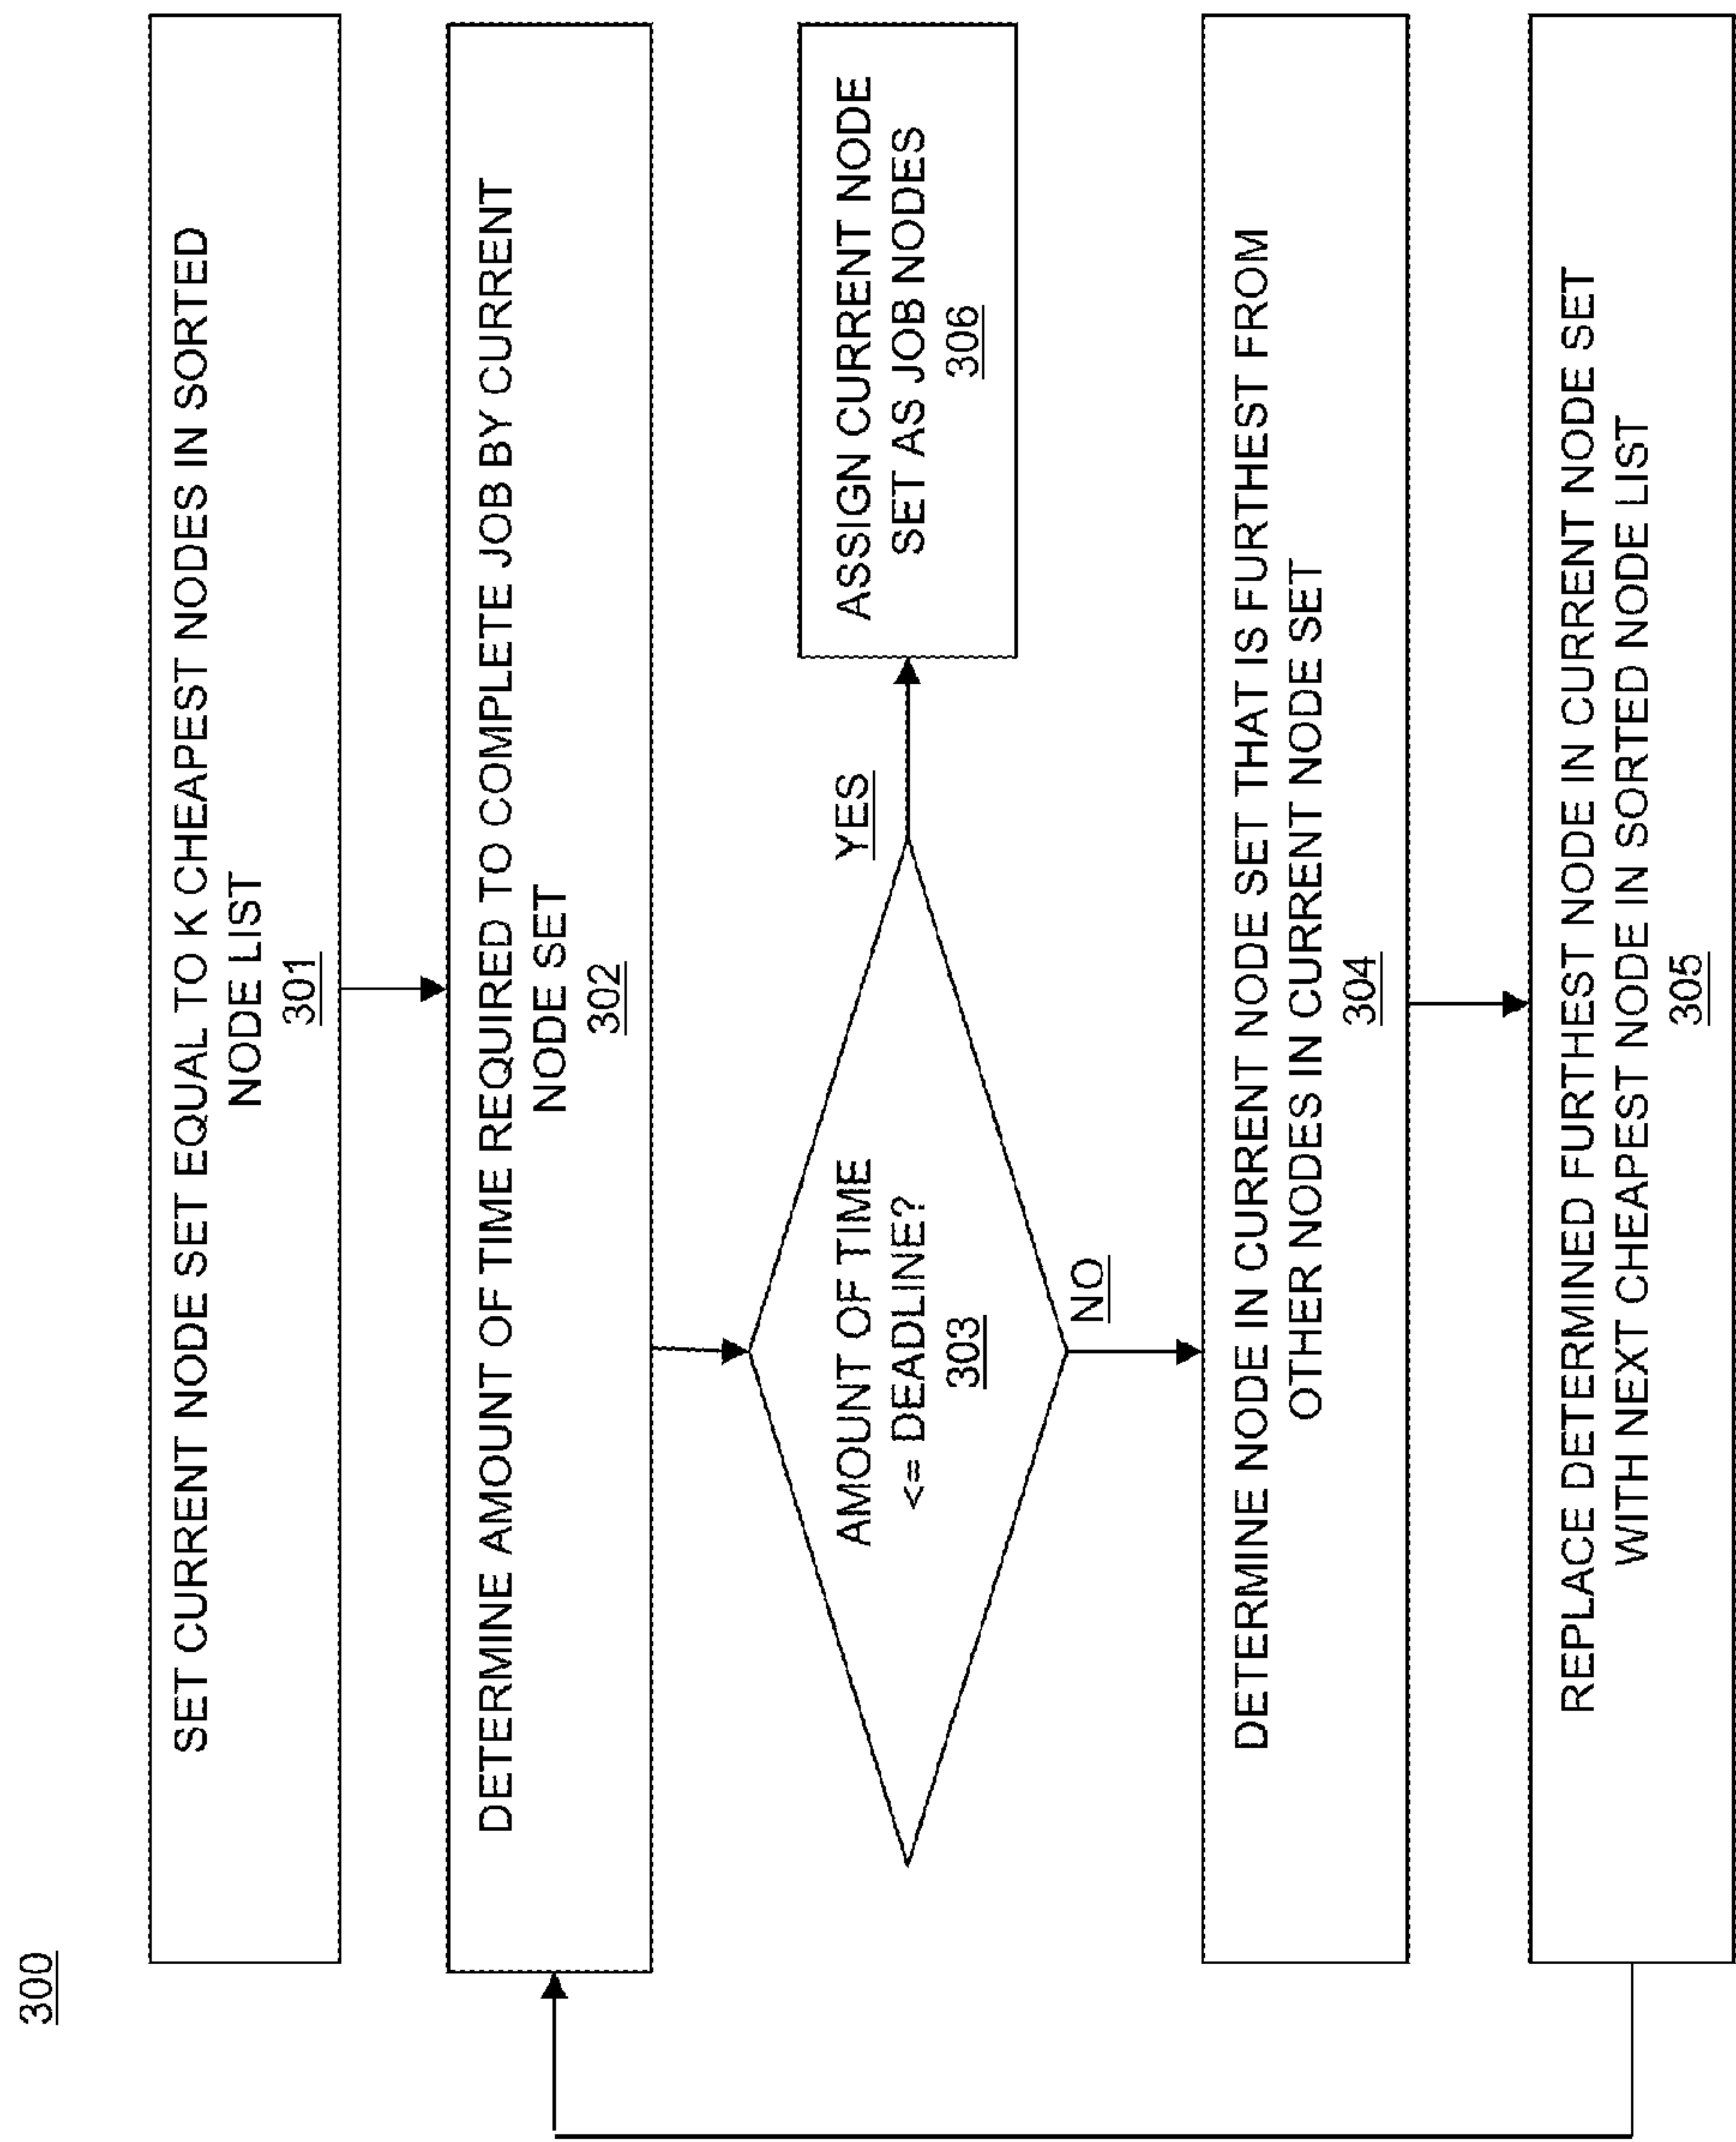 300
SET CURRENT NODE SET EQUAL TO K CHEAPEST NODES IN SORTED
NODE LIST
301
DETERMINE AMOUNT OF TIME REQUIRED TO COMPLETE JOB BY CURRENT
NODE SET
302
AMOUNT OF TIME
<= DEADLINE?
303
YES
ASSIGN CURRENT NODE
SET AS JOB NODES
306
NO
DETERMINE NODE IN CURRENT NODE SET THAT IS FURTHEST FROM
OTHER NODES IN CURRENT NODE SET
304
REPLACE DETERMINED FURTHEST NODE IN CURRENT NODE SET
WITH NEXT CHEAPEST NODE IN SORTED NODE LIST
305